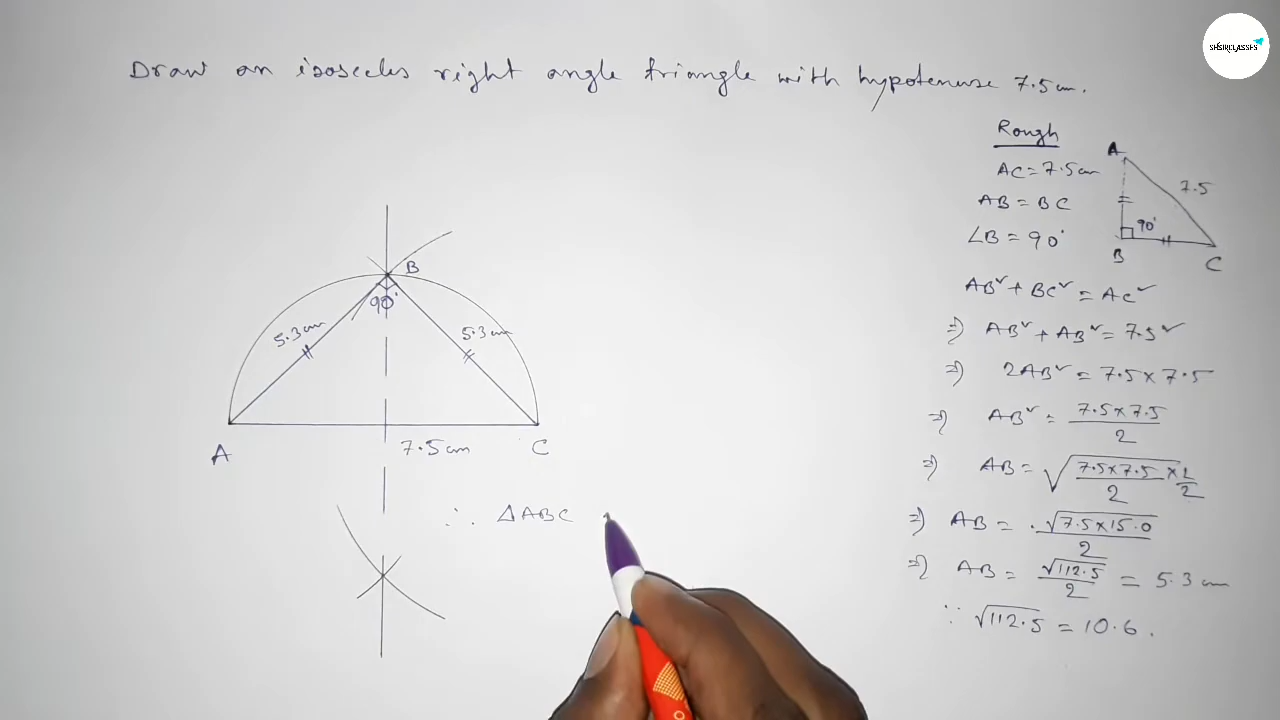 SHSIRCLASSES
Draw an isosceles right angle triangle with hypotenuse 7.5cm.
Rough
AC = 7.5cm
AB = BC
∠B = 90°
A
7.5
90°
B
C
AB² + BC² = AC²
⇒ AB² + AB² = 7.5²
⇒ 2AB² = 7.5×7.5
⇒ AB² = 7.5×7.5/2
⇒ AB = √(7.5×7.5/2 × 2/2)
⇒ AB = √(7.5×15.0)/2
⇒ AB = √112.5/2 = 5.3 cm
∵ √112.5 = 10.6.
B
90°
5.3cm
5.3cm
A
7.5cm
C
∴ △ABC